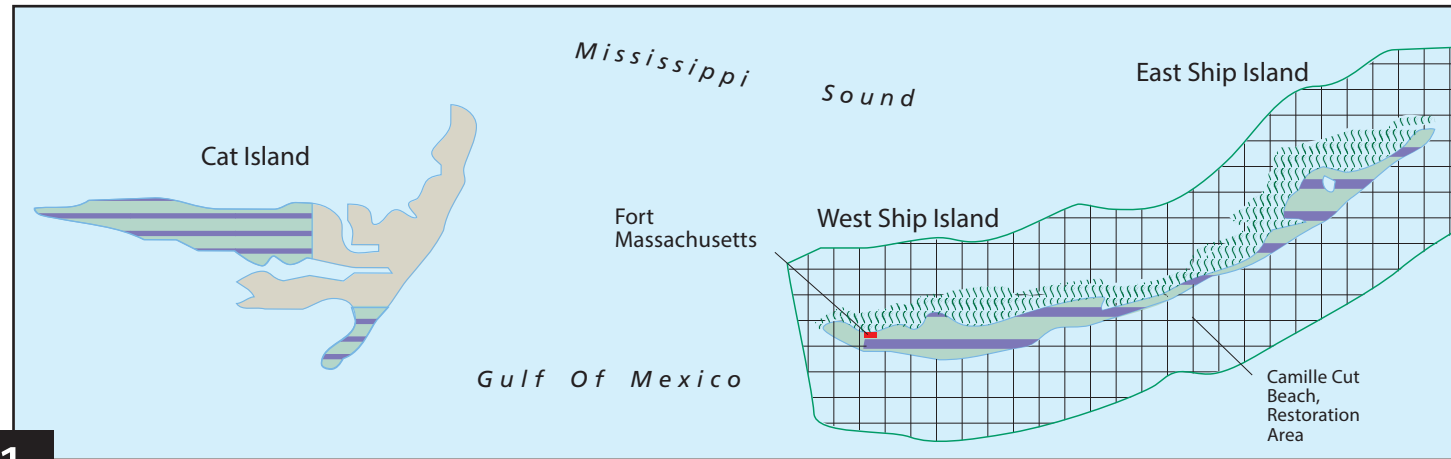 Mississippi Sound
East Ship Island
Cat Island
West Ship Island
Fort
Massachusetts
Gulf Of Mexico
Camille Cut
Beach,
Restoration
Area
1